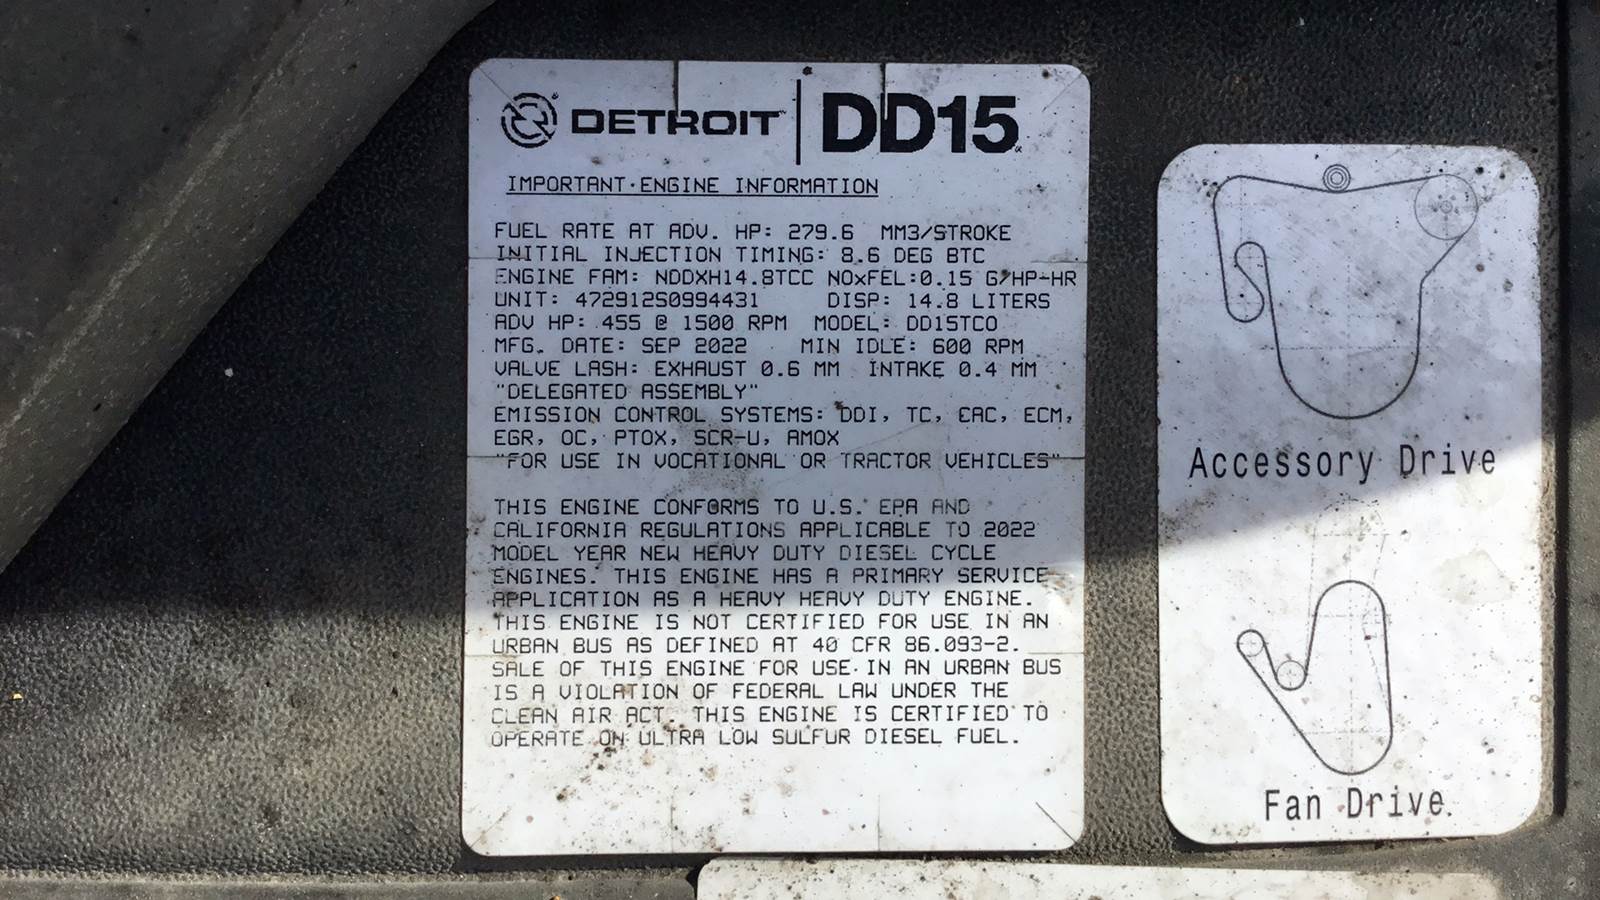 DETROIT DD15
IMPORTANT ENGINE INFORMATION
FUEL RATE AT ADV. HP: 279.6 MM3/STROKE
INITIAL INJECTION TIMING: 8.6 DEG BTC
ENGINE FAM: NDDXH14.8TCC NOxFEL:0.15 G/HP-HR
UNIT: 472912S0994431 DISP: 14.8 LITERS
ADV HP: 455 @ 1500 RPM MODEL: DD15TCO
MFG. DATE: SEP 2022 MIN IDLE: 600 RPM
VALVE LASH: EXHAUST 0.6 MM INTAKE 0.4 MM
"DELEGATED ASSEMBLY"
EMISSION CONTROL SYSTEMS: DDI, TC, CAC, ECM,
EGR, OC, PTOX, SCR-U, AMOX
"FOR USE IN VOCATIONAL OR TRACTOR VEHICLES"
THIS ENGINE CONFORMS TO U.S. EPA AND
CALIFORNIA REGULATIONS APPLICABLE TO 2022
MODEL YEAR NEW HEAVY DUTY DIESEL CYCLE
ENGINES. THIS ENGINE HAS A PRIMARY SERVICE
APPLICATION AS A HEAVY HEAVY DUTY ENGINE.
THIS ENGINE IS NOT CERTIFIED FOR USE IN AN
URBAN BUS AS DEFINED AT 40 CFR 86.093-2.
SALE OF THIS ENGINE FOR USE IN AN URBAN BUS
IS A VIOLATION OF FEDERAL LAW UNDER THE
CLEAN AIR ACT. THIS ENGINE IS CERTIFIED TO
OPERATE ON ULTRA LOW SULFUR DIESEL FUEL.
Accessory Drive
Fan Drive